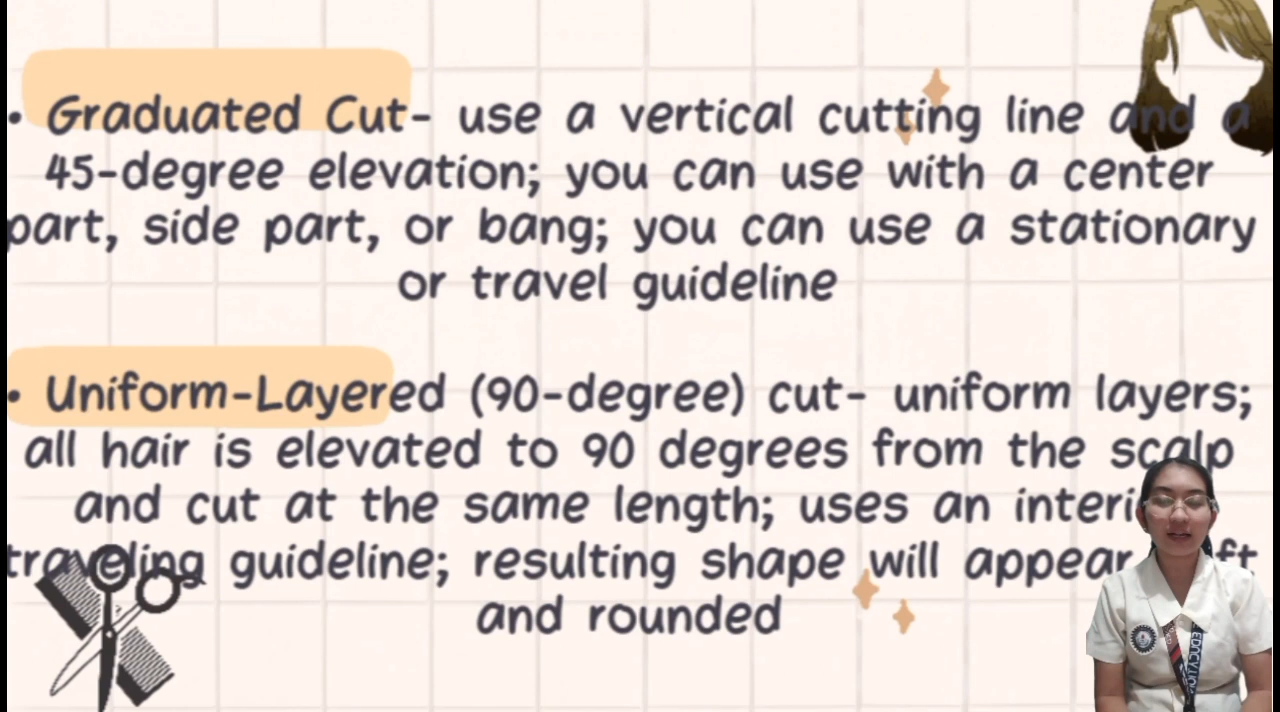 • Graduated Cut- use a vertical cutting line and a
45-degree elevation; you can use with a center
part, side part, or bang; you can use a stationary
or travel guideline
• Uniform-Layered (90-degree) cut- uniform layers;
all hair is elevated to 90 degrees from the scalp
and cut at the same length; uses an interi
traveling guideline; resulting shape will appear
and rounded